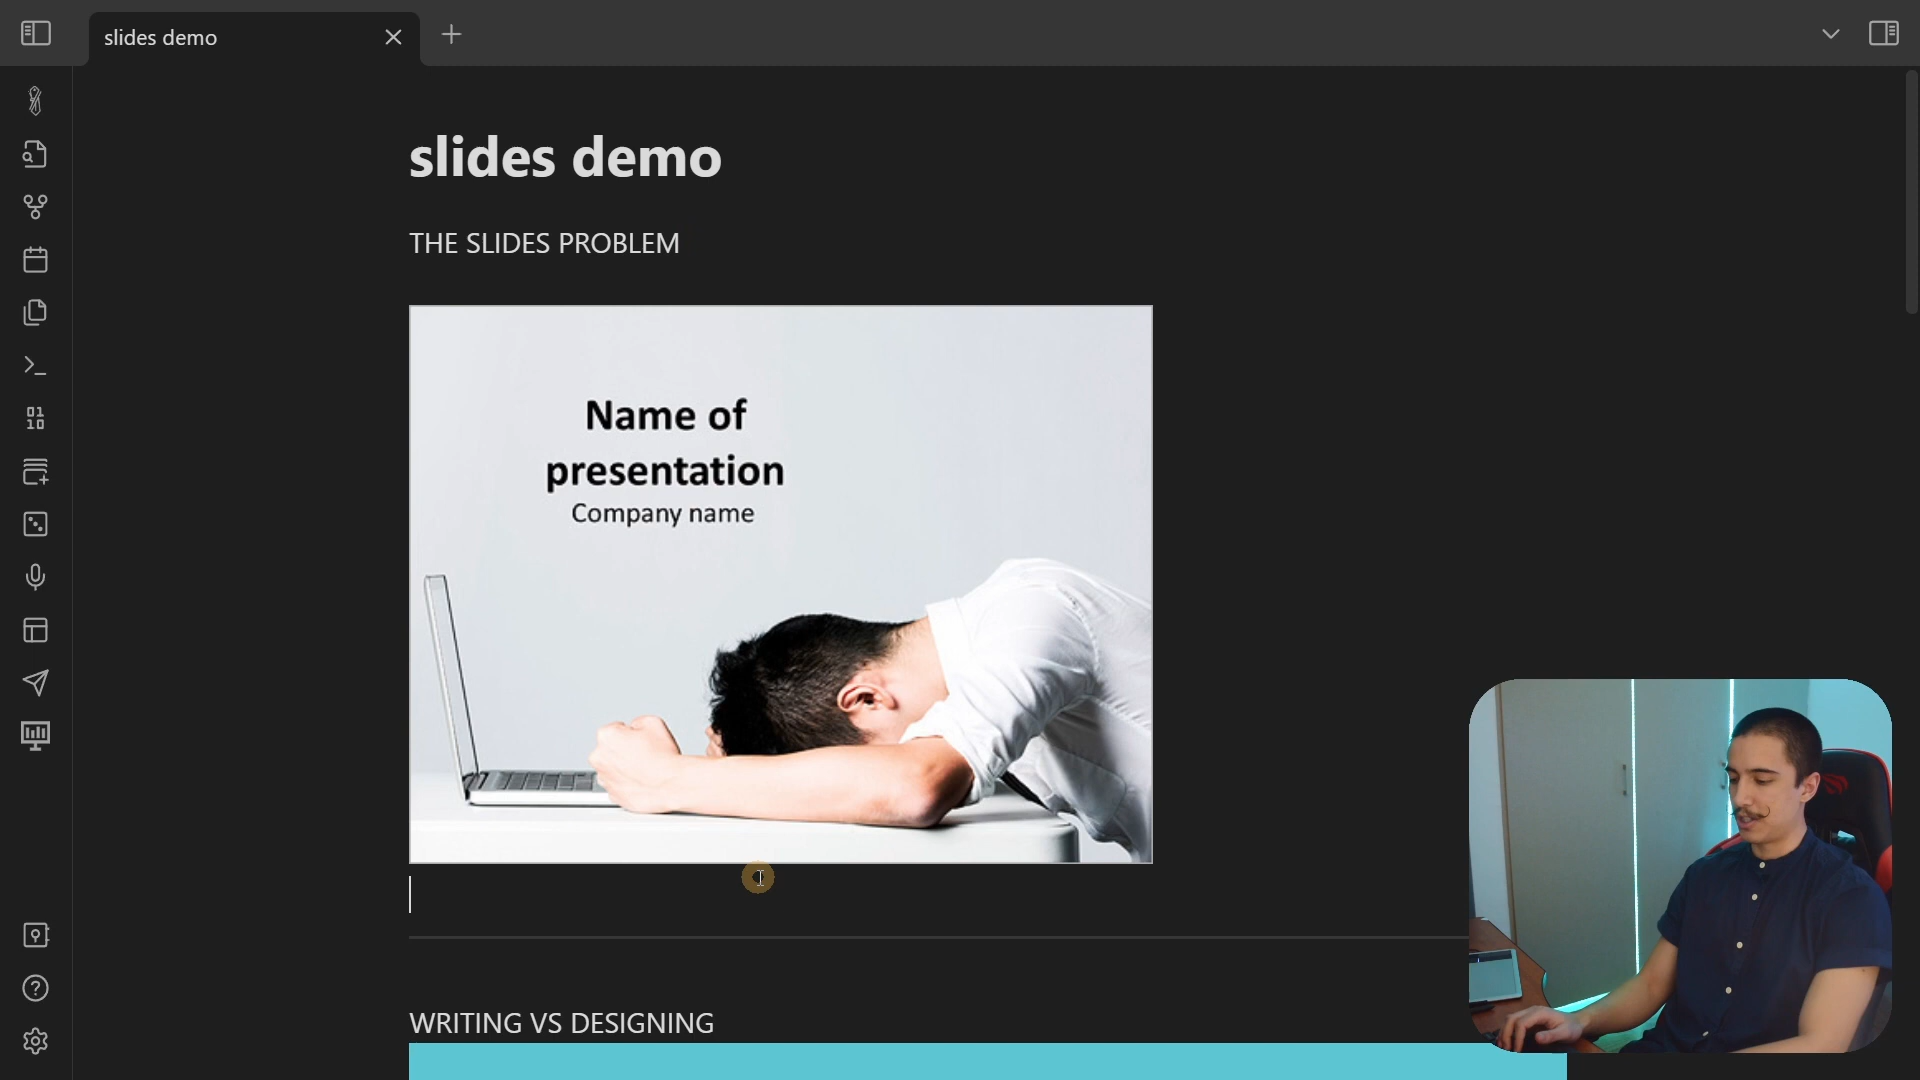 slides demo
slides demo
THE SLIDES PROBLEM
Name of
presentation
Company name
WRITING VS DESIGNING